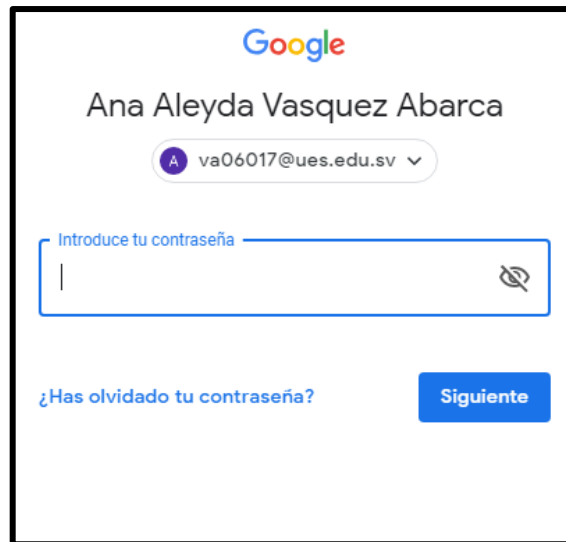 Google
Ana Aleyda Vasquez Abarca
A va06017@ues.edu.sv
Introduce tu contraseña
¿Has olvidado tu contraseña? Siguiente